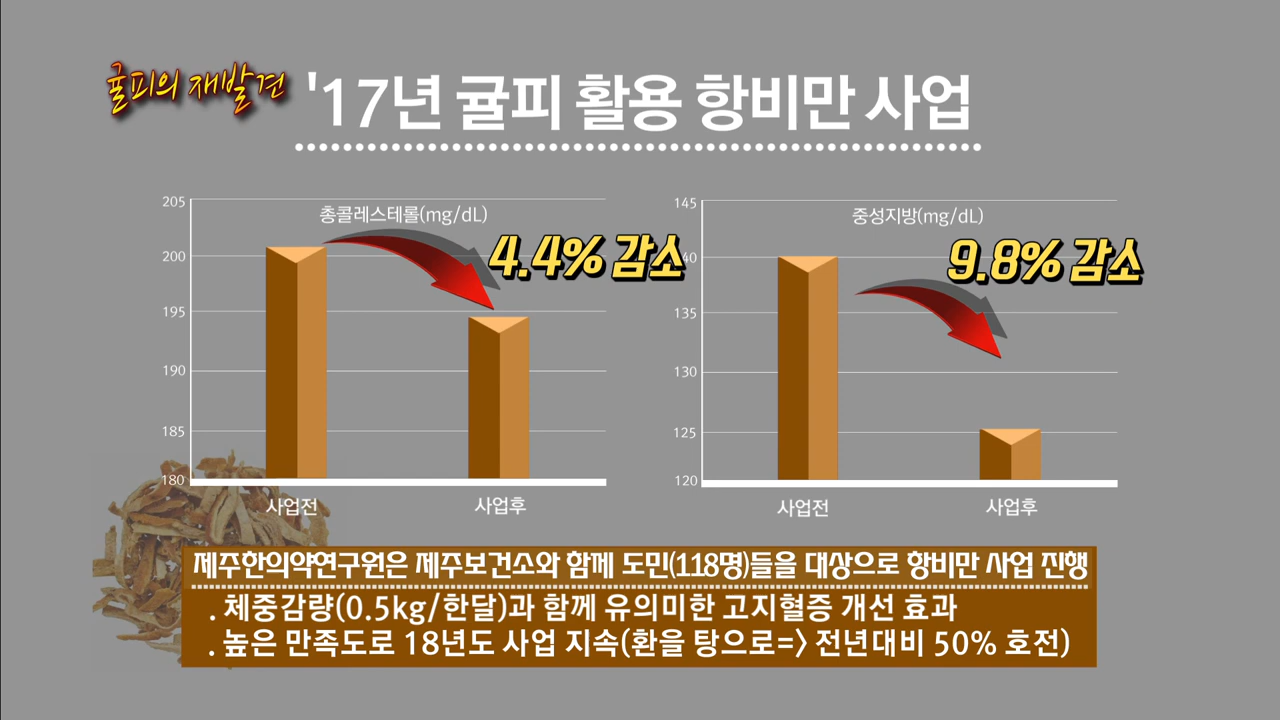 귤피의 재발견
'17년 귤피 활용 항비만 사업
총콜레스테롤(mg/dL)
205
200
195
190
185
180
4.4% 감소
사업전
사업후
중성지방(mg/dL)
145
40
135
130
125
120
9.8% 감소
사업전
사업후
제주한의약연구원은 제주보건소와 함께 도민(118명)들을 대상으로 항비만 사업 진행
. 체중감량(0.5kg/한달)과 함께 유의미한 고지혈증 개선 효과
. 높은 만족도로 18년도 사업 지속(환을 탕으로=> 전년대비 50% 호전)